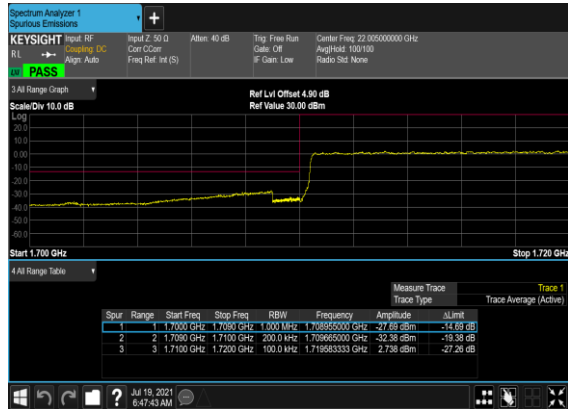 Spectrum Analyzer 1
Spurious Emissions
+
KEYSIGHT Input: RF Input Z: 50 Ω Atten: 40 dB Trig: Free Run Center Freq: 22.005000000 GHz
RL Coupling: DC Corr CCorr Gate: Off Avg|Hold: 100/100
Align: Auto Freq Ref: Int (S) IF Gain: Low Radio Std: None
PASS
3 All Range Graph
Ref Lvl Offset 4.90 dB
Scale/Div 10.0 dB Ref Value 30.00 dBm
Log
20.0
10.0
0.00
-10.0
-20.0
-30.0
-40.0
-50.0
-60.0
Start 1.700 GHz Stop 1.720 GHz
4 All Range Table
Measure Trace Trace 1
Trace Type Trace Average (Active)
Spur Range Start Freq Stop Freq RBW Frequency Amplitude ΔLimit
1 1 1.7000 GHz 1.7090 GHz 1.000 MHz 1.708955000 GHz -27.69 dBm -14.69 dB
2 2 1.7090 GHz 1.7100 GHz 200.0 kHz 1.709665000 GHz -32.38 dBm -19.38 dB
3 3 1.7100 GHz 1.7200 GHz 100.0 kHz 1.719583333 GHz 2.738 dBm -27.26 dB
? Jul 19, 2021
6:47:43 AM